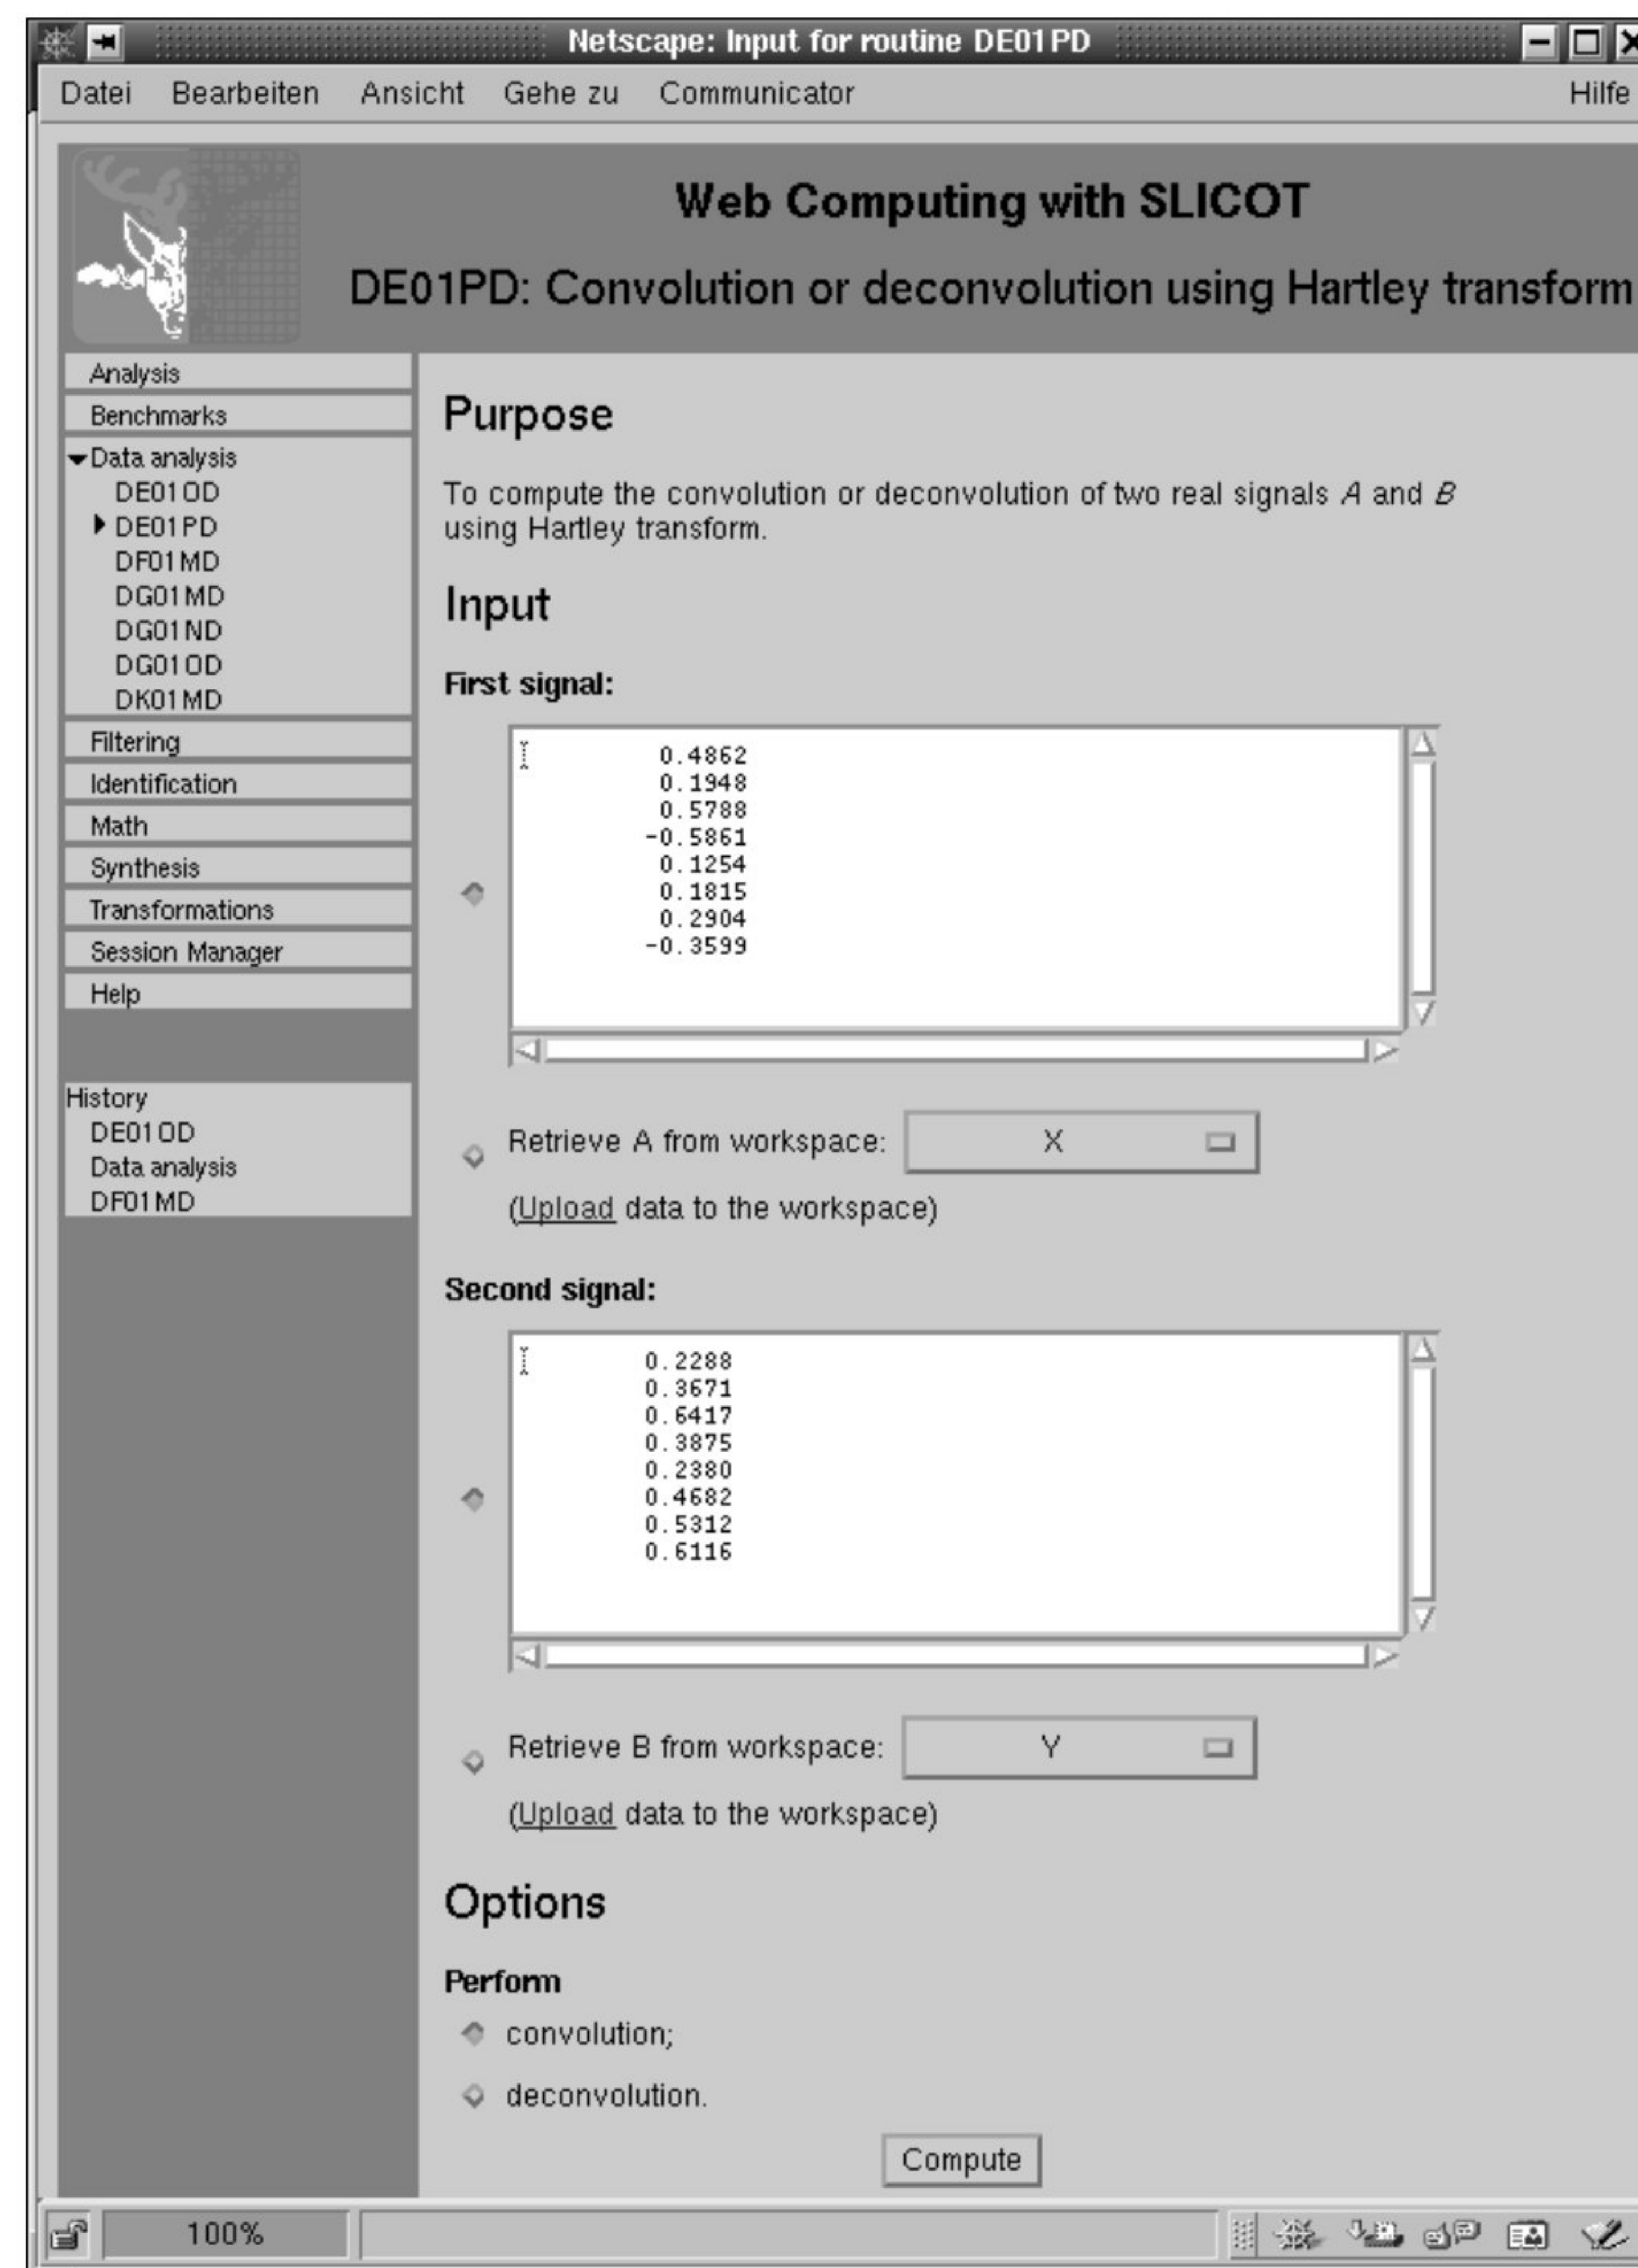 Netscape: Input for routine DE01PD
Datei Bearbeiten Ansicht Gehe zu Communicator Hilfe
Web Computing with SLICOT
DE01PD: Convolution or deconvolution using Hartley transform
Analysis
Benchmarks
Data analysis
DE01OD
DE01PD
DF01MD
DG01MD
DG01ND
DG01OD
DK01MD
Filtering
Identification
Math
Synthesis
Transformations
Session Manager
Help
History
DE01OD
Data analysis
DF01MD
Purpose
To compute the convolution or deconvolution of two real signals A and B
using Hartley transform.
Input
First signal:
0.4862
0.1948
0.5788
-0.5861
0.1254
0.1815
0.2904
-0.3599
Retrieve A from workspace: X
(Upload data to the workspace)
Second signal:
0.2288
0.3671
0.6417
0.3875
0.2380
0.4682
0.5312
0.6116
Retrieve B from workspace: Y
(Upload data to the workspace)
Options
Perform
convolution;
deconvolution.
Compute
100%